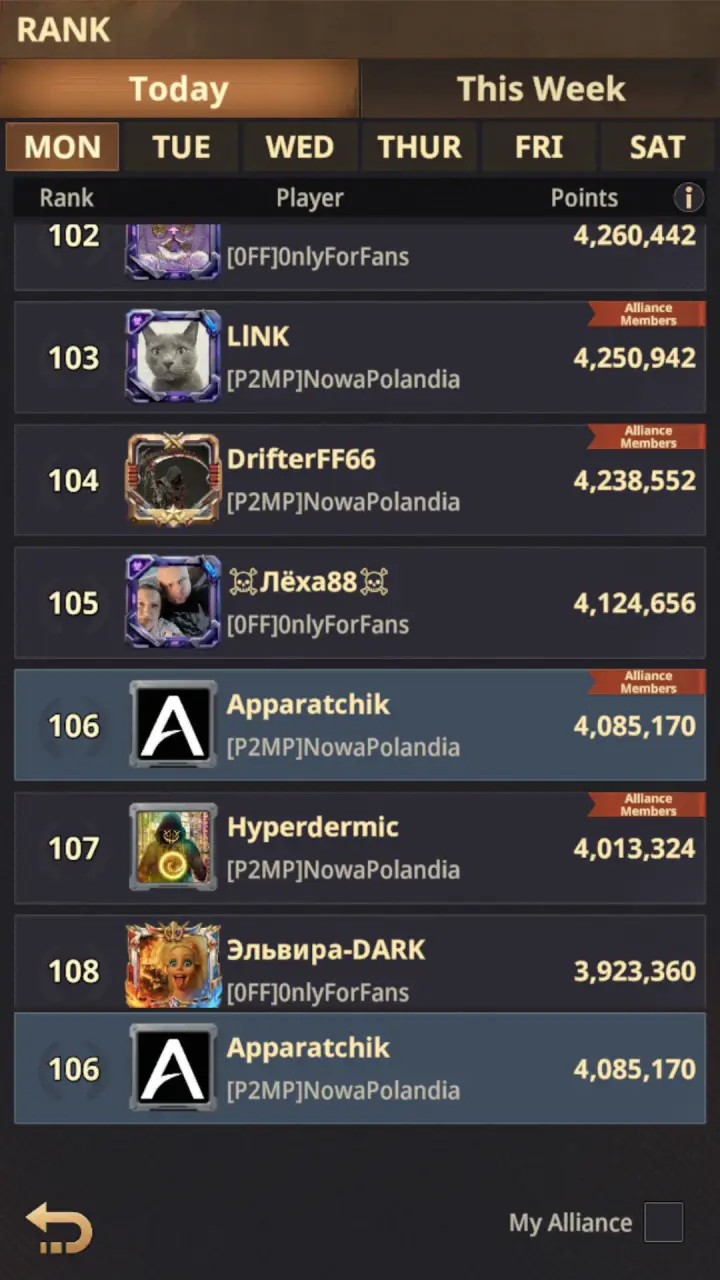 RANK
Today
This Week
MON
TUE
WED
THUR
FRI
SAT
Rank
Player
Points
i
102
[0FF]0nlyForFans
4,260,442
Alliance
Members
103
LINK
[P2MP]NowaPolandia
4,250,942
Alliance
Members
104
DrifterFF66
[P2MP]NowaPolandia
4,238,552
105
☠Лёха88☠
[0FF]0nlyForFans
4,124,656
Alliance
Members
106
Apparatchik
[P2MP]NowaPolandia
4,085,170
Alliance
Members
107
Hyperdermic
[P2MP]NowaPolandia
4,013,324
108
Эльвира-DARK
[0FF]0nlyForFans
3,923,360
106
Apparatchik
[P2MP]NowaPolandia
4,085,170
My Alliance